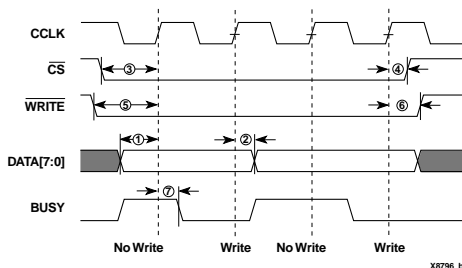 CCLK
CS
③ ④
WRITE
⑤ ⑥
① ②
DATA[7:0]
⑦
BUSY
No Write Write No Write Write
X8796_b